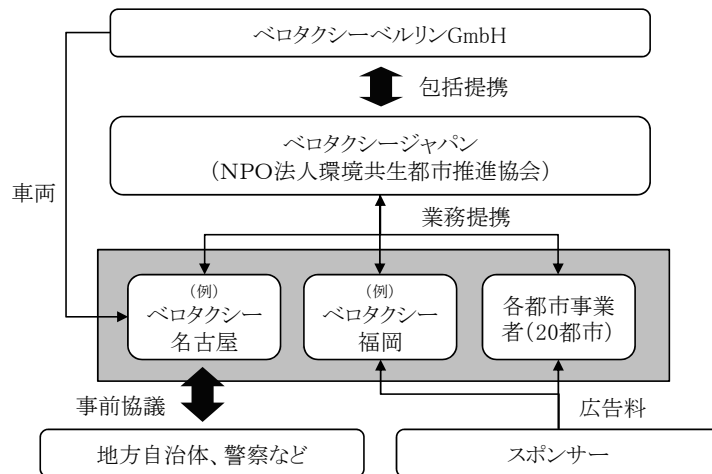 ベロタクシーベルリンGmbH
包括提携
ベロタクシージャパン
（NPO法人環境共生都市推進協会）
車両
業務提携
（例）
ベロタクシー
名古屋
（例）
ベロタクシー
福岡
各都市事業
者（20都市）
事前協議
広告料
地方自治体、警察など
スポンサー